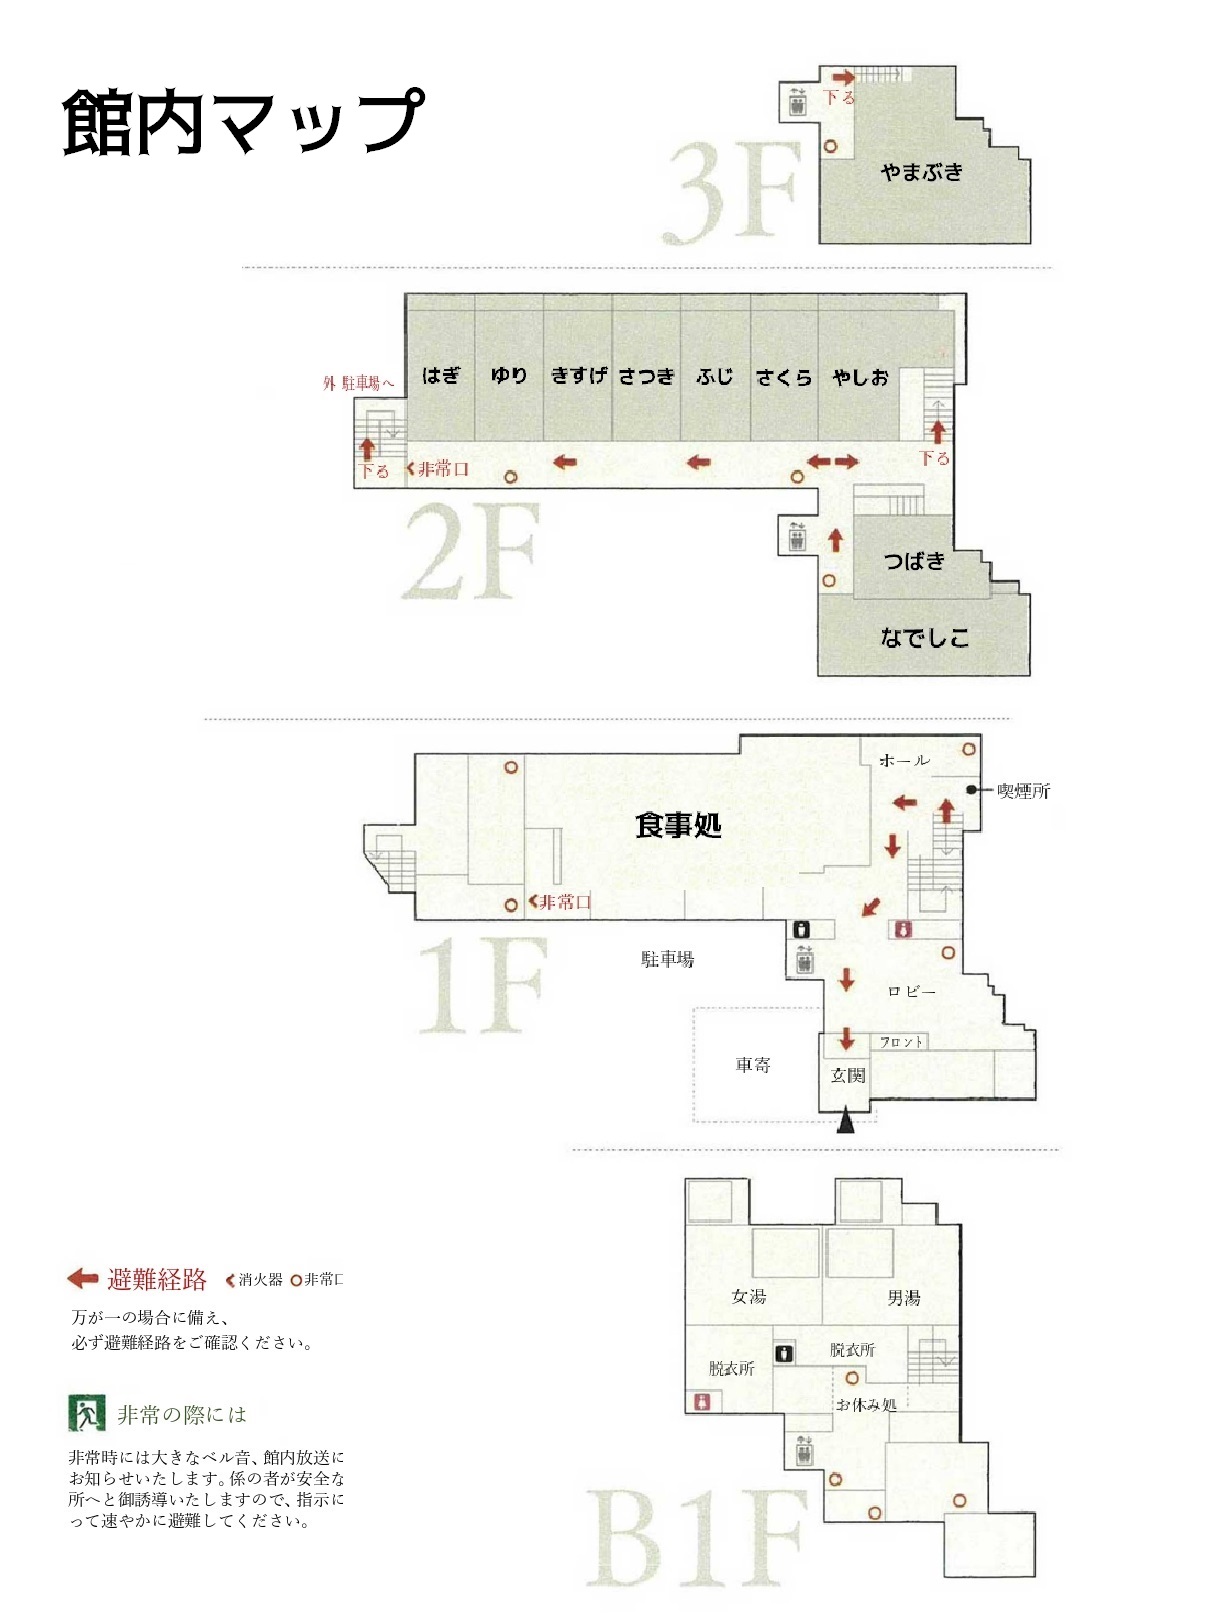 館内マップ
下る
3F
やまぶき
はぎ
ゆり
きすげ
さつき
ふじ
さくら
やしお
外 駐車場へ
下る
非常口
下る
2F
つばき
なでしこ
ホール
喫煙所
食事処
非常口
1F
駐車場
ロビー
フロント
車寄
玄関
女湯
男湯
脱衣所
脱衣所
お休み処
B1F
避難経路
消火器
非常口
万が一の場合に備え、
必ず避難経路をご確認ください。
非常の際には
非常時には大きなベル音、館内放送に
お知らせいたします。係の者が安全な
所へと御誘導いたしますので、指示に
って速やかに避難してください。